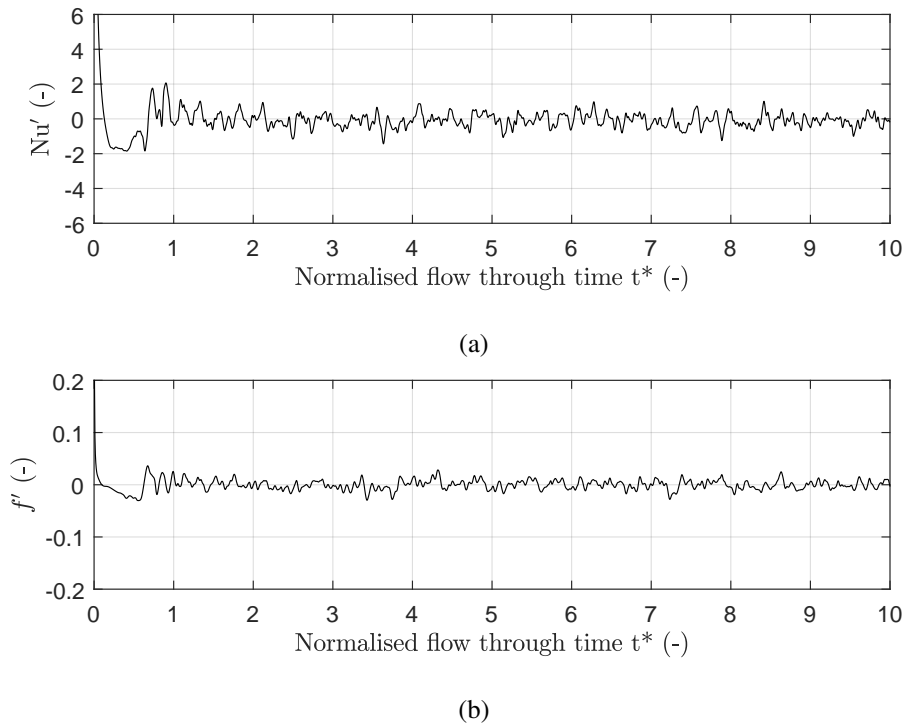 6
4
2
0
-2
-4
-6
Nu′ (-)
0 1 2 3 4 5 6 7 8 9 10
Normalised flow through time t* (-)
(a)
0.2
0.1
0
-0.1
-0.2
f′ (-)
0 1 2 3 4 5 6 7 8 9 10
Normalised flow through time t* (-)
(b)